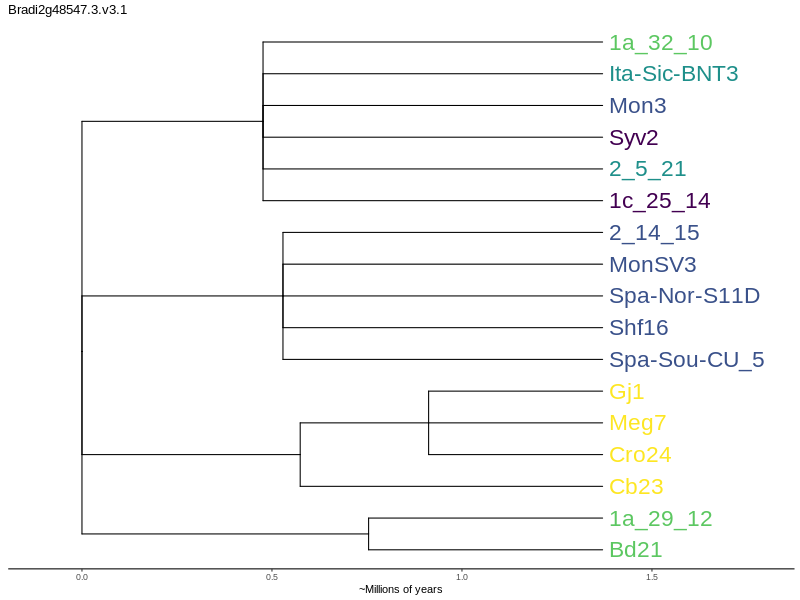 Bradi2g48547.3.v3.1
1a_32_10
Ita-Sic-BNT3
Mon3
Syv2
2_5_21
1c_25_14
2_14_15
MonSV3
Spa-Nor-S11D
Shf16
Spa-Sou-CU_5
Gj1
Meg7
Cro24
Cb23
1a_29_12
Bd21
0.0 0.5 1.0 1.5
~Millions of years